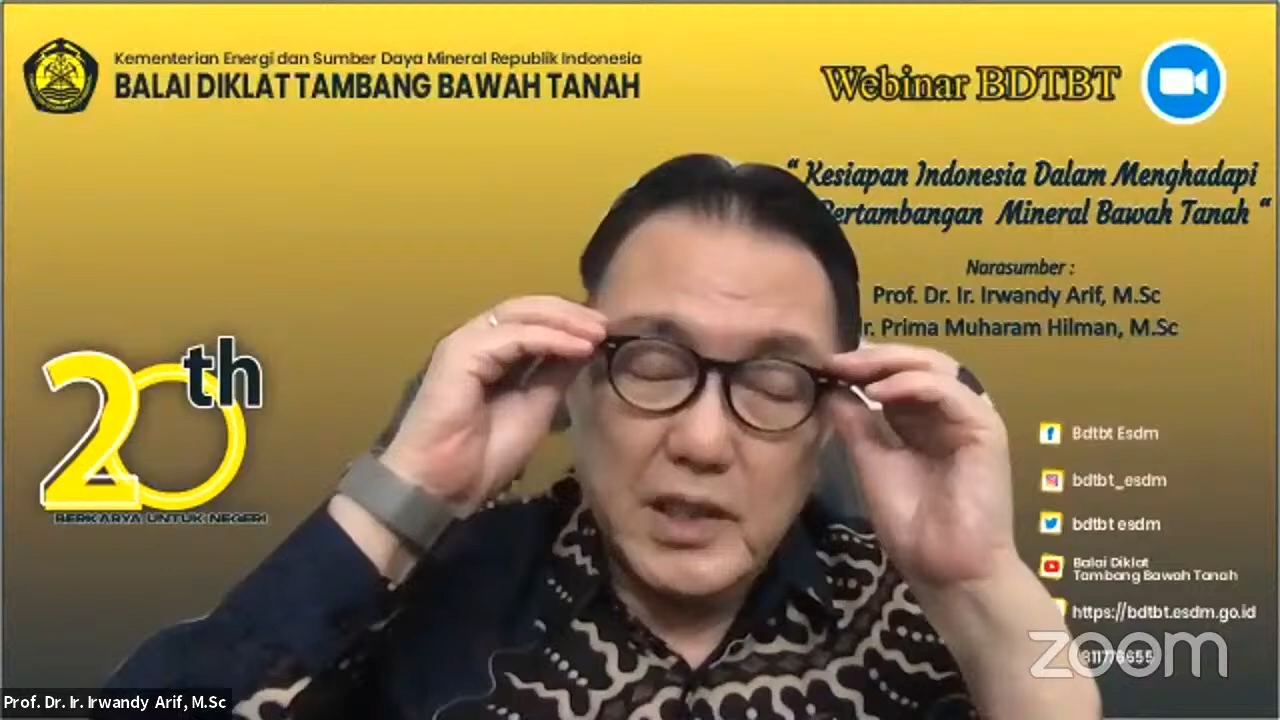 Kementerian Energi dan Sumber Daya Mineral Republik Indonesia
BALAI DIKLAT TAMBANG BAWAH TANAH
Webinar BDTBT
“ Kesiapan Indonesia Dalam Menghadapi
Mineral Bawah Tanah “
Narasumber :
Prof. Dr. Ir. Irwandy Arif, M.Sc
Prima Muharam Hilman, M.Sc
20th
BERKARYA UNTUK NEGERI
Bdtbt Esdm
bdtbt_esdm
bdtbt esdm
Balai Diklat
Tambang Bawah Tanah
https://bdtbt.esdm.go.id
zoom
Prof. Dr. Ir. Irwandy Arif, M.Sc